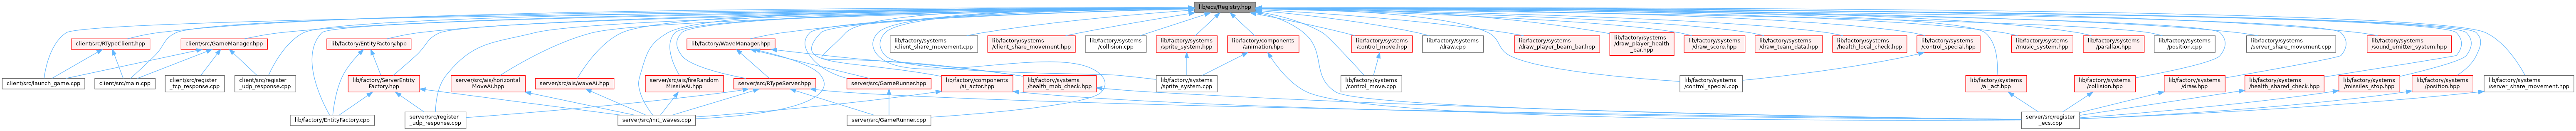 lib/ecs/Registry.hpp
client/src/RTypeClient.hpp
client/src/GameManager.hpp
lib/factory/EntityFactory.hpp
lib/factory/WaveManager.hpp
lib/factory/systems
/client_share_movement.cpp
lib/factory/systems
/client_share_movement.hpp
lib/factory/systems
/collision.cpp
lib/factory/systems
/sprite_system.hpp
lib/factory/components
/animation.hpp
lib/factory/systems
/control_move.hpp
lib/factory/systems
/draw.cpp
lib/factory/systems
/draw_player_beam_bar.hpp
lib/factory/systems
/draw_player_health
_bar.hpp
lib/factory/systems
/draw_score.hpp
lib/factory/systems
/draw_team_data.hpp
lib/factory/systems
/health_local_check.hpp
lib/factory/systems
/control_special.hpp
lib/factory/systems
/music_system.hpp
lib/factory/systems
/parallax.hpp
lib/factory/systems
/position.cpp
lib/factory/systems
/server_share_movement.cpp
lib/factory/systems
/sound_emitter_system.hpp
client/src/launch_game.cpp
client/src/main.cpp
client/src/register
_tcp_response.cpp
client/src/register
_udp_response.cpp
lib/factory/ServerEntity
Factory.hpp
server/src/ais/horizontal
MoveAi.hpp
server/src/ais/waveAi.hpp
server/src/ais/fireRandom
MissileAi.hpp
server/src/RTypeServer.hpp
server/src/GameRunner.hpp
lib/factory/components
/ai_actor.hpp
lib/factory/systems
/health_mob_check.hpp
lib/factory/systems
/sprite_system.cpp
lib/factory/systems
/control_move.cpp
lib/factory/systems
/control_special.cpp
lib/factory/systems
/ai_act.hpp
lib/factory/systems
/collision.hpp
lib/factory/systems
/draw.hpp
lib/factory/systems
/health_shared_check.hpp
lib/factory/systems
/missiles_stop.hpp
lib/factory/systems
/position.hpp
lib/factory/systems
/server_share_movement.hpp
lib/factory/EntityFactory.cpp
server/src/register
_udp_response.cpp
server/src/init_waves.cpp
server/src/GameRunner.cpp
server/src/register
_ecs.cpp